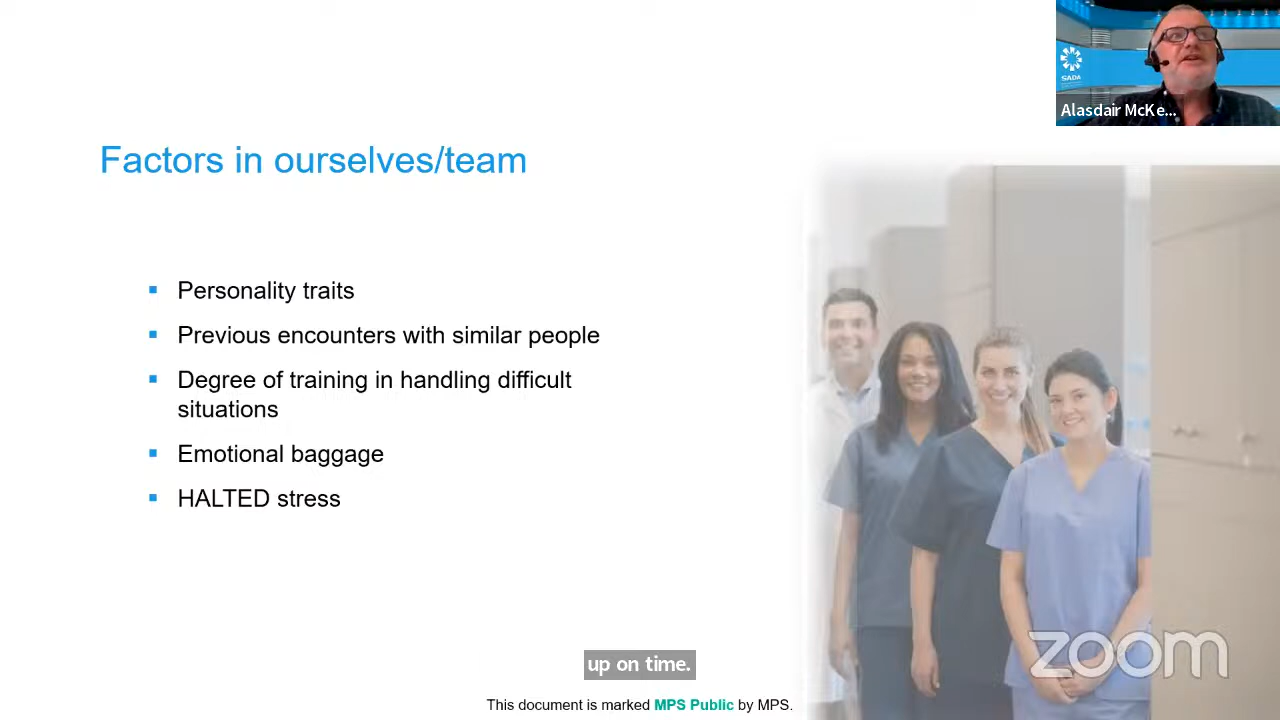 SADA
Alasdair McKe...
Factors in ourselves/team
Personality traits
Previous encounters with similar people
Degree of training in handling difficult
situations
Emotional baggage
HALTED stress
up on time.
zoom
This document is marked MPS Public by MPS.